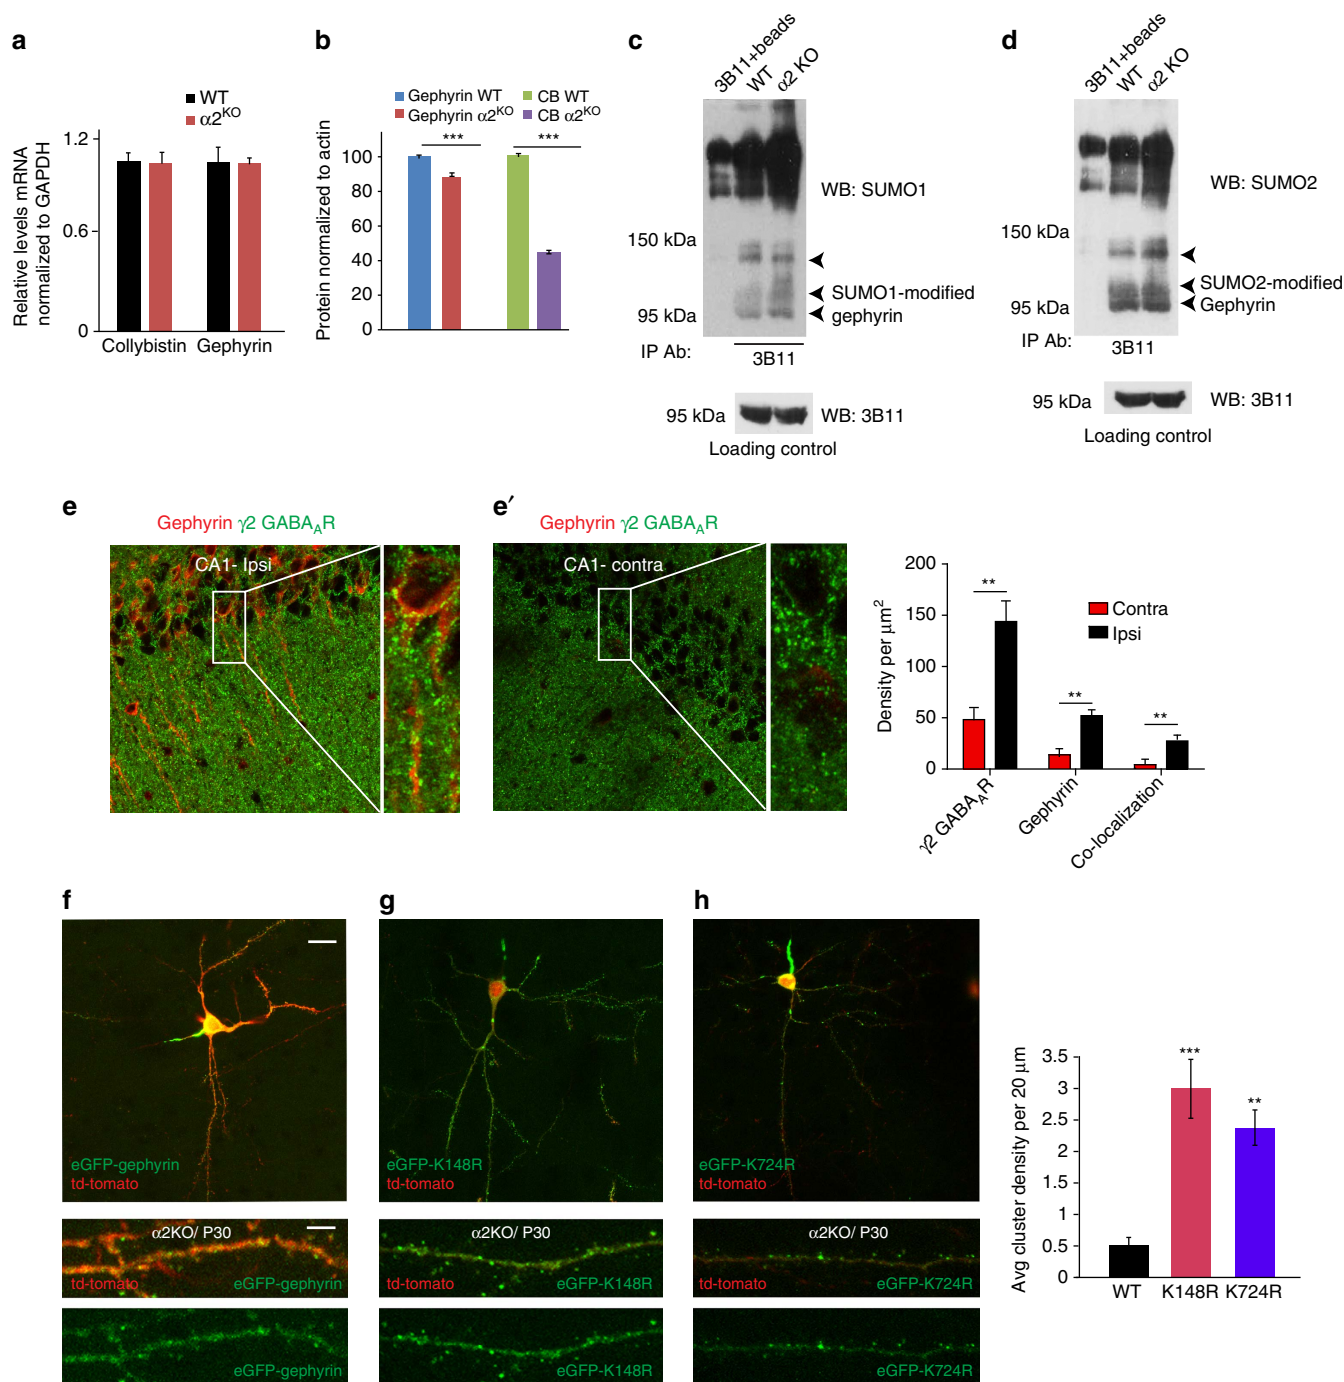 a
WT
α2KO
Relative levels mRNA
normalized to GAPDH
1.2
0.6
0
Collybistin
Gephyrin
b
Gephyrin WT
CB WT
Gephyrin α2KO
CB α2KO
***
***
Protein normalized to actin
100
80
60
40
20
0
c
3B11+beads
WT
α2 KO
WB: SUMO1
150 kDa
SUMO1-modified
gephyrin
95 kDa
IP Ab:
3B11
95 kDa
WB: 3B11
Loading control
d
3B11+beads
WT
α2 KO
WB: SUMO2
150 kDa
SUMO2-modified
Gephyrin
95 kDa
IP Ab:
3B11
95 kDa
WB: 3B11
Loading control
e
Gephyrin γ2 GABAAR
CA1- Ipsi
e′
Gephyrin γ2 GABAAR
CA1- contra
Density per μm2
200
150
100
50
0
**
**
**
Contra
Ipsi
γ2 GABAAR
Gephyrin
Co-localization
f
eGFP-gephyrin
td-tomato
α2KO/ P30
td-tomato
eGFP-gephyrin
eGFP-gephyrin
g
eGFP-K148R
td-tomato
α2KO/ P30
td-tomato
eGFP-K148R
eGFP-K148R
h
eGFP-K724R
td-tomato
α2KO/ P30
td-tomato
eGFP-K724R
eGFP-K724R
Avg cluster density per 20 μm
3.5
3
2.5
2
1.5
1
0.5
0
***
**
WT
K148R
K724R